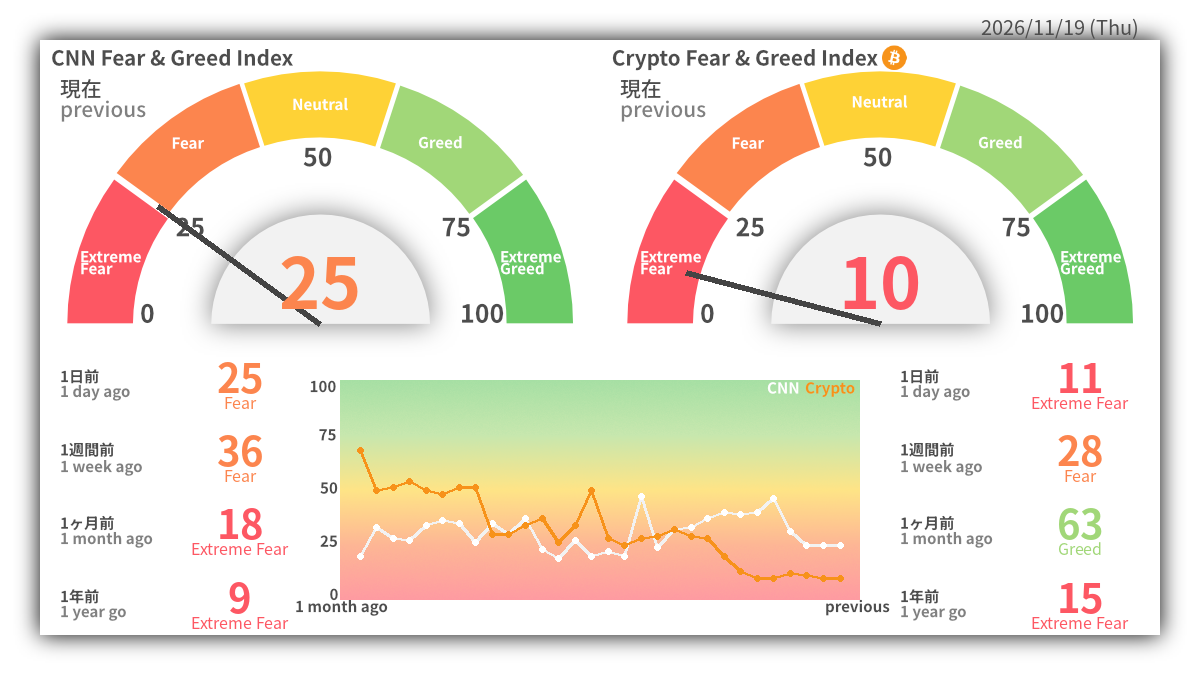 2026/11/19 (Thu)
CNN Fear & Greed Index
現在
previous
Extreme
Fear
Fear
Neutral
Greed
Extreme
Greed
0
25
50
75
100
25
Crypto Fear & Greed Index
現在
previous
Extreme
Fear
Fear
Neutral
Greed
Extreme
Greed
0
25
50
75
100
10
1日前
1 day ago
25
Fear
1週間前
1 week ago
36
Fear
1ヶ月前
1 month ago
18
Extreme Fear
1年前
1 year go
9
Extreme Fear
CNN Crypto
100
75
50
25
0
1 month ago
previous
1日前
1 day ago
11
Extreme Fear
1週間前
1 week ago
28
Fear
1ヶ月前
1 month ago
63
Greed
1年前
1 year go
15
Extreme Fear